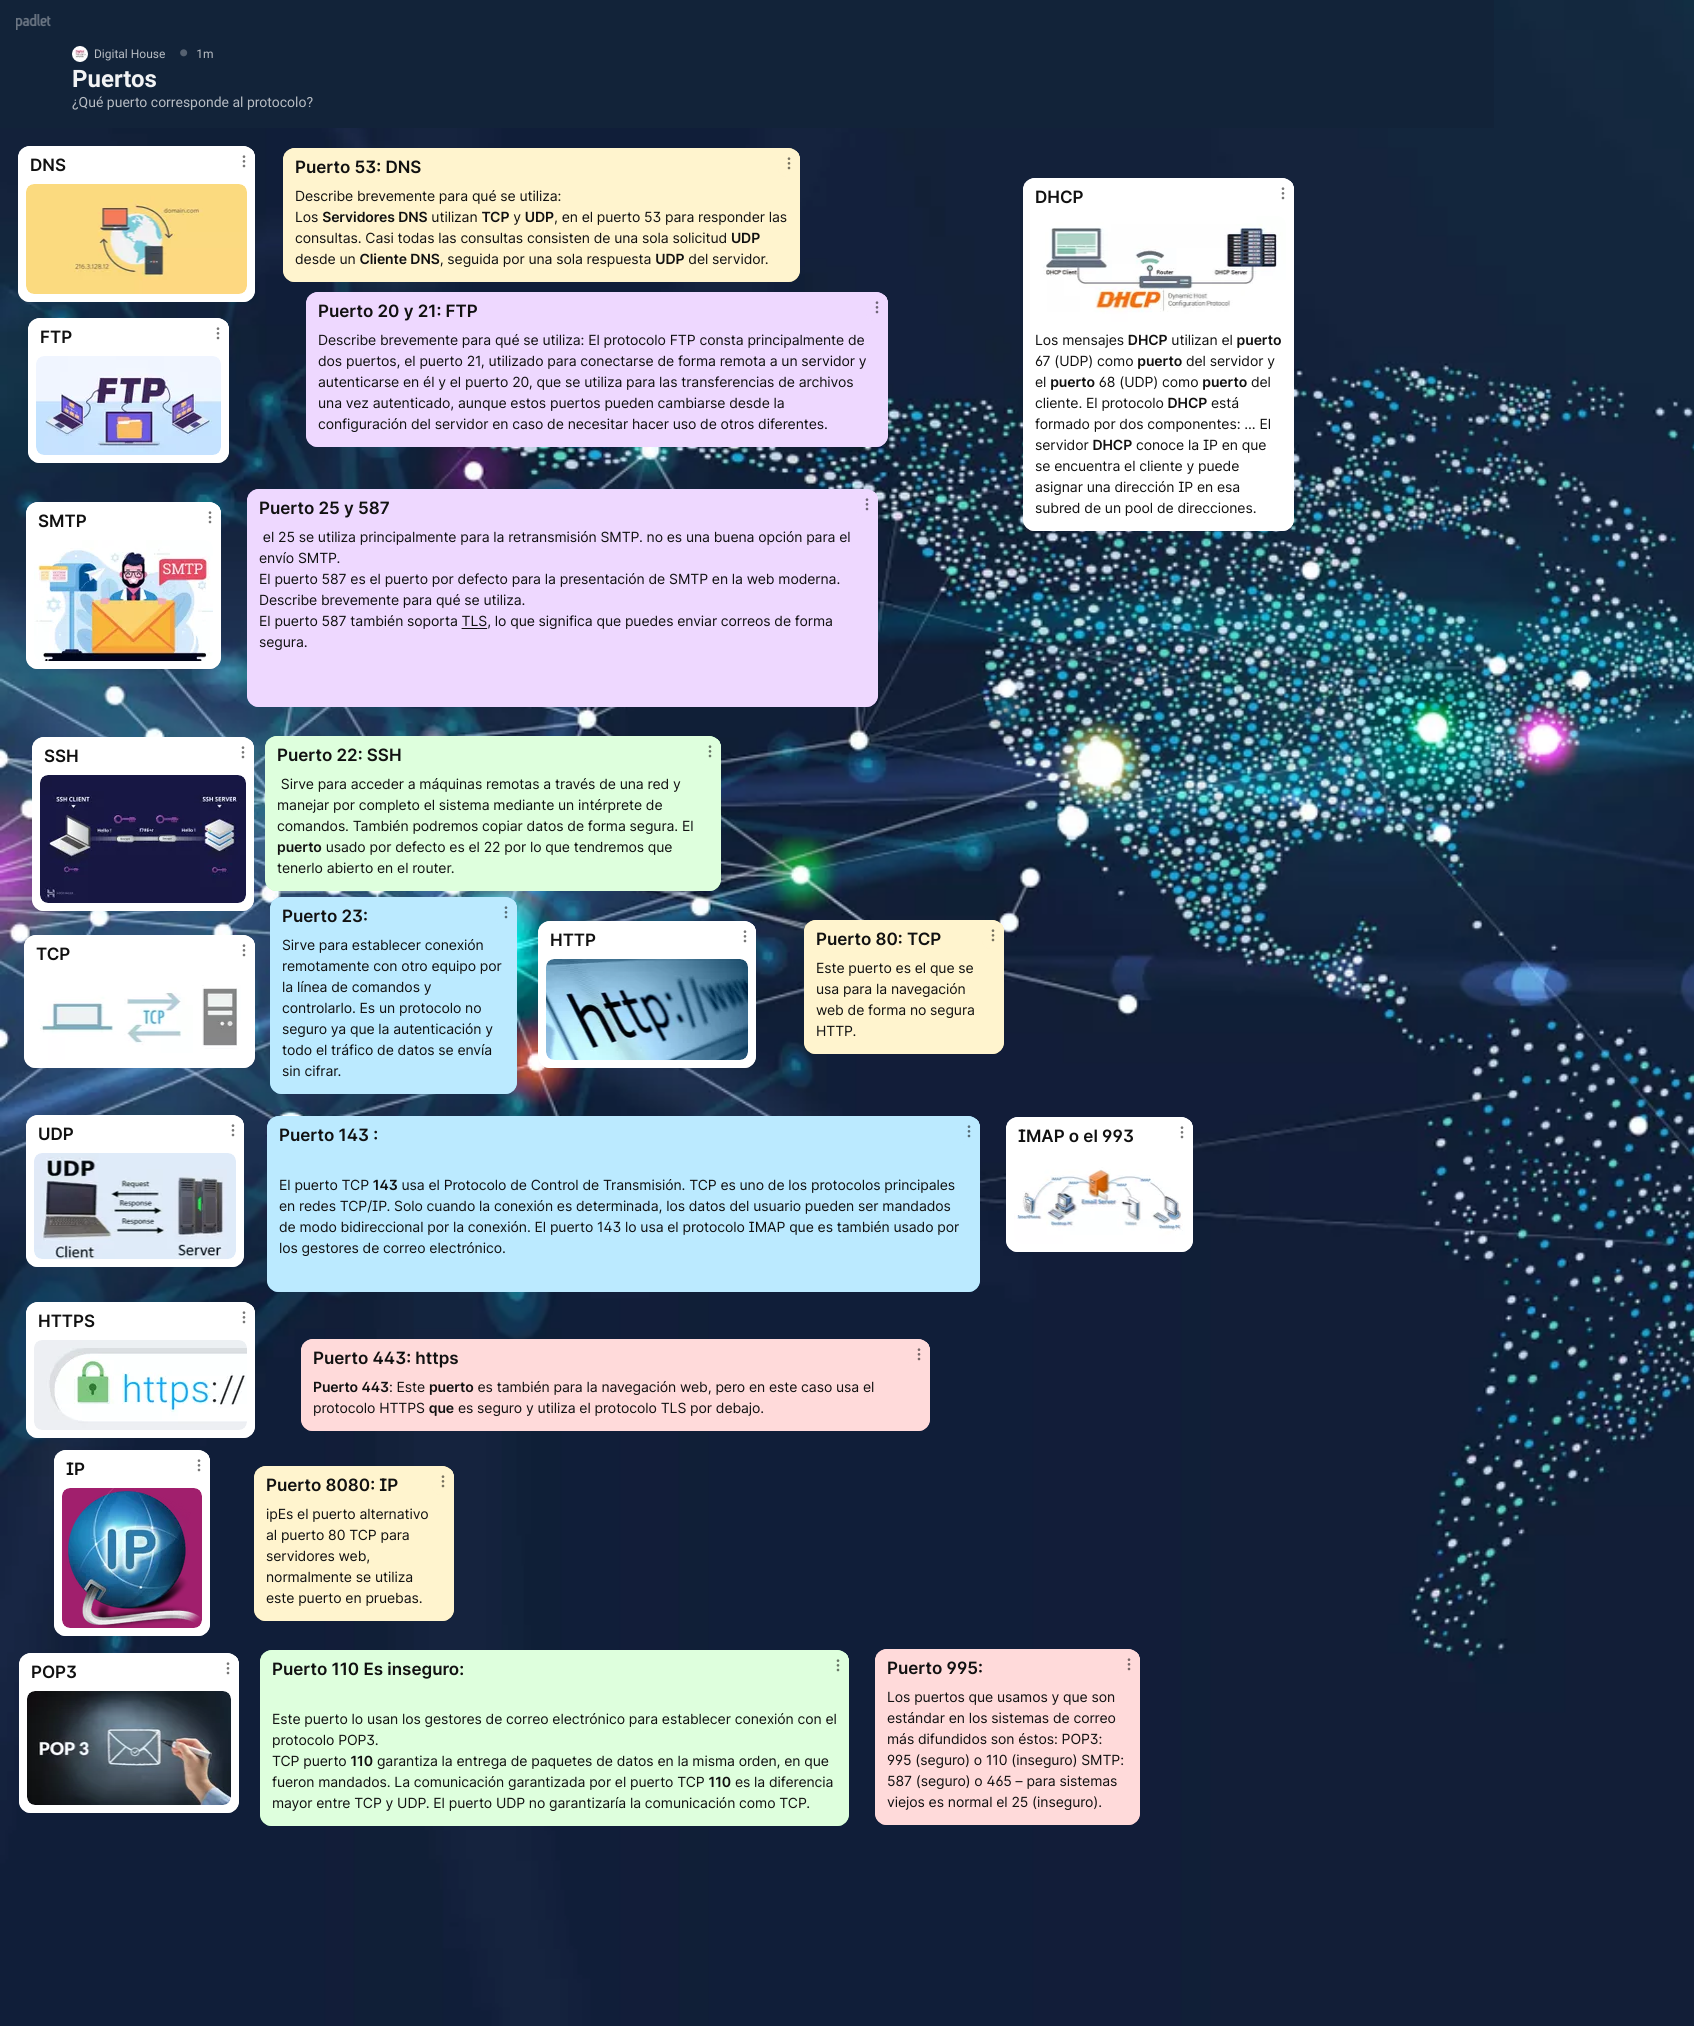 padlet
Digital House • 1m
Puertos
¿Qué puerto corresponde al protocolo?
DNS
domain.com
216.3.128.12
Puerto 53: DNS
Describe brevemente para qué se utiliza:
Los Servidores DNS utilizan TCP y UDP, en el puerto 53 para responder las
consultas. Casi todas las consultas consisten de una sola solicitud UDP
desde un Cliente DNS, seguida por una sola respuesta UDP del servidor.
DHCP
DHCP Client
Router
DHCP Server
DHCP
Dynamic Host
Configuration Protocol
Los mensajes DHCP utilizan el puerto
67 (UDP) como puerto del servidor y
el puerto 68 (UDP) como puerto del
cliente. El protocolo DHCP está
formado por dos componentes: ... El
servidor DHCP conoce la IP en que
se encuentra el cliente y puede
asignar una dirección IP en esa
subred de un pool de direcciones.
FTP
FTP
Puerto 20 y 21: FTP
Describe brevemente para qué se utiliza: El protocolo FTP consta principalmente de
dos puertos, el puerto 21, utilizado para conectarse de forma remota a un servidor y
autenticarse en él y el puerto 20, que se utiliza para las transferencias de archivos
una vez autenticado, aunque estos puertos pueden cambiarse desde la
configuración del servidor en caso de necesitar hacer uso de otros diferentes.
SMTP
SMTP
Puerto 25 y 587
el 25 se utiliza principalmente para la retransmisión SMTP. no es una buena opción para el
envío SMTP.
El puerto 587 es el puerto por defecto para la presentación de SMTP en la web moderna.
Describe brevemente para qué se utiliza.
El puerto 587 también soporta TLS, lo que significa que puedes enviar correos de forma
segura.
SSH
SSH CLIENT
SSH SERVER
Hello !
Hello !
Puerto 22: SSH
Sirve para acceder a máquinas remotas a través de una red y
manejar por completo el sistema mediante un intérprete de
comandos. También podremos copiar datos de forma segura. El
puerto usado por defecto es el 22 por lo que tendremos que
tenerlo abierto en el router.
TCP
TCP
Puerto 23:
Sirve para establecer conexión
remotamente con otro equipo por
la línea de comandos y
controlarlo. Es un protocolo no
seguro ya que la autenticación y
todo el tráfico de datos se envía
sin cifrar.
HTTP
http://www
Puerto 80: TCP
Este puerto es el que se
usa para la navegación
web de forma no segura
HTTP.
UDP
UDP
Request
Response
Response
Client
Server
Puerto 143 :
El puerto TCP 143 usa el Protocolo de Control de Transmisión. TCP es uno de los protocolos principales
en redes TCP/IP. Solo cuando la conexión es determinada, los datos del usuario pueden ser mandados
de modo bidireccional por la conexión. El puerto 143 lo usa el protocolo IMAP que es también usado por
los gestores de correo electrónico.
IMAP o el 993
Email Server
Desktop PC
Desktop PC
HTTPS
https://
Puerto 443: https
Puerto 443: Este puerto es también para la navegación web, pero en este caso usa el
protocolo HTTPS que es seguro y utiliza el protocolo TLS por debajo.
IP
IP
Puerto 8080: IP
ipEs el puerto alternativo
al puerto 80 TCP para
servidores web,
normalmente se utiliza
este puerto en pruebas.
POP3
POP 3
Puerto 110 Es inseguro:
Este puerto lo usan los gestores de correo electrónico para establecer conexión con el
protocolo POP3.
TCP puerto 110 garantiza la entrega de paquetes de datos en la misma orden, en que
fueron mandados. La comunicación garantizada por el puerto TCP 110 es la diferencia
mayor entre TCP y UDP. El puerto UDP no garantizaría la comunicación como TCP.
Puerto 995:
Los puertos que usamos y que son
estándar en los sistemas de correo
más difundidos son éstos: POP3:
995 (seguro) o 110 (inseguro) SMTP:
587 (seguro) o 465 – para sistemas
viejos es normal el 25 (inseguro).